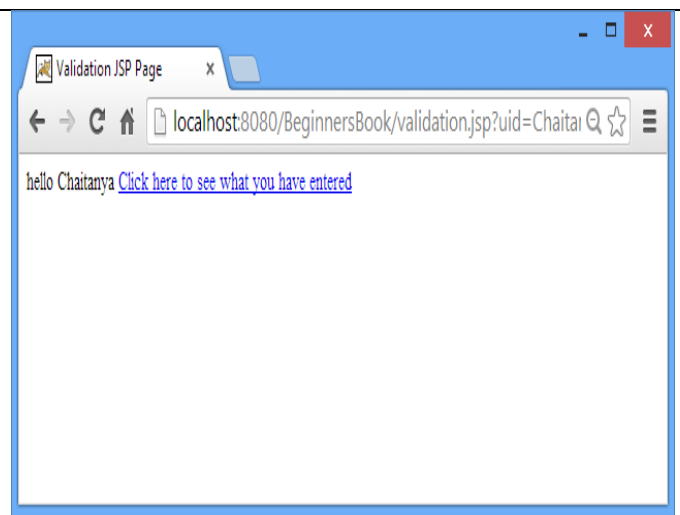 Validation JSP Page
localhost:8080/BeginnersBook/validation.jsp?uid=Chaitar
hello Chaitanya Click here to see what you have entered